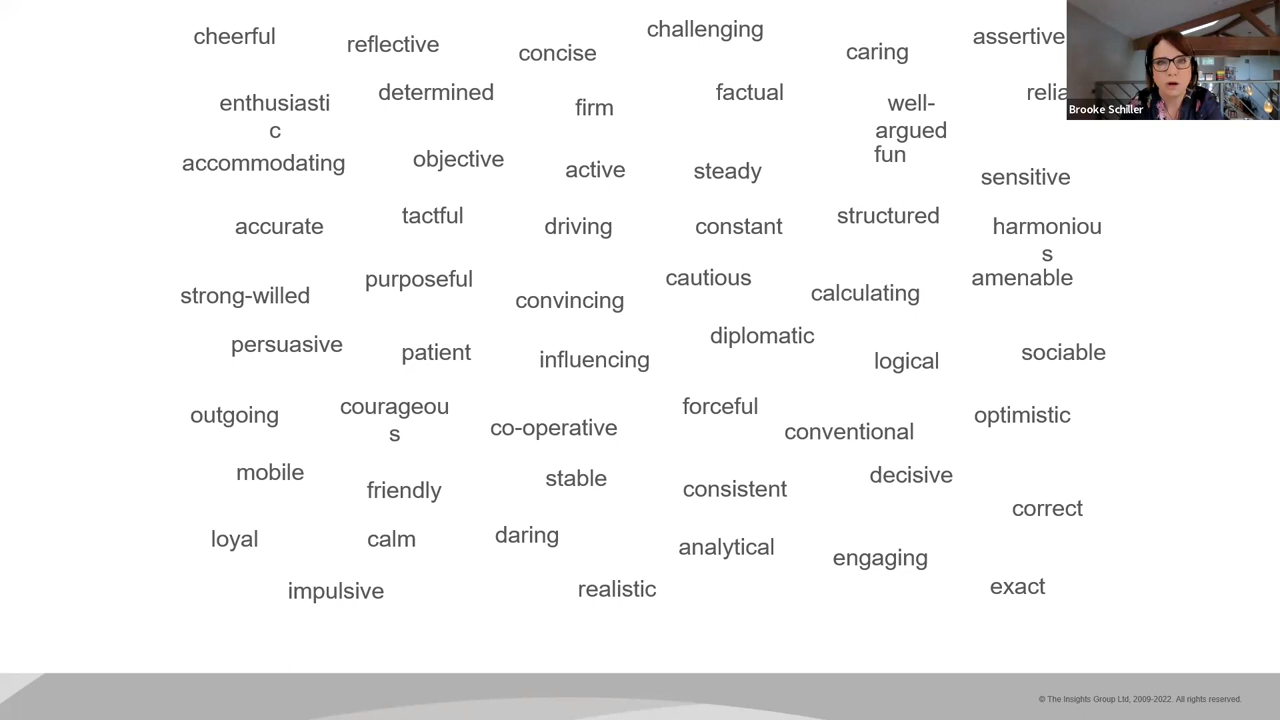 cheerful
reflective
concise
challenging
caring
assertive
Brooke Schiller
enthusiasti
c
determined
firm
factual
well-
argued
fun
accommodating
objective
active
steady
sensitive
accurate
tactful
driving
constant
structured
harmoniou
s
strong-willed
purposeful
convincing
cautious
calculating
amenable
persuasive
patient
influencing
diplomatic
logical
sociable
outgoing
courageou
s
co-operative
forceful
conventional
optimistic
mobile
friendly
stable
consistent
decisive
correct
loyal
calm
daring
analytical
engaging
exact
impulsive
realistic
© The Insights Group Ltd, 2009-2022. All rights reserved.